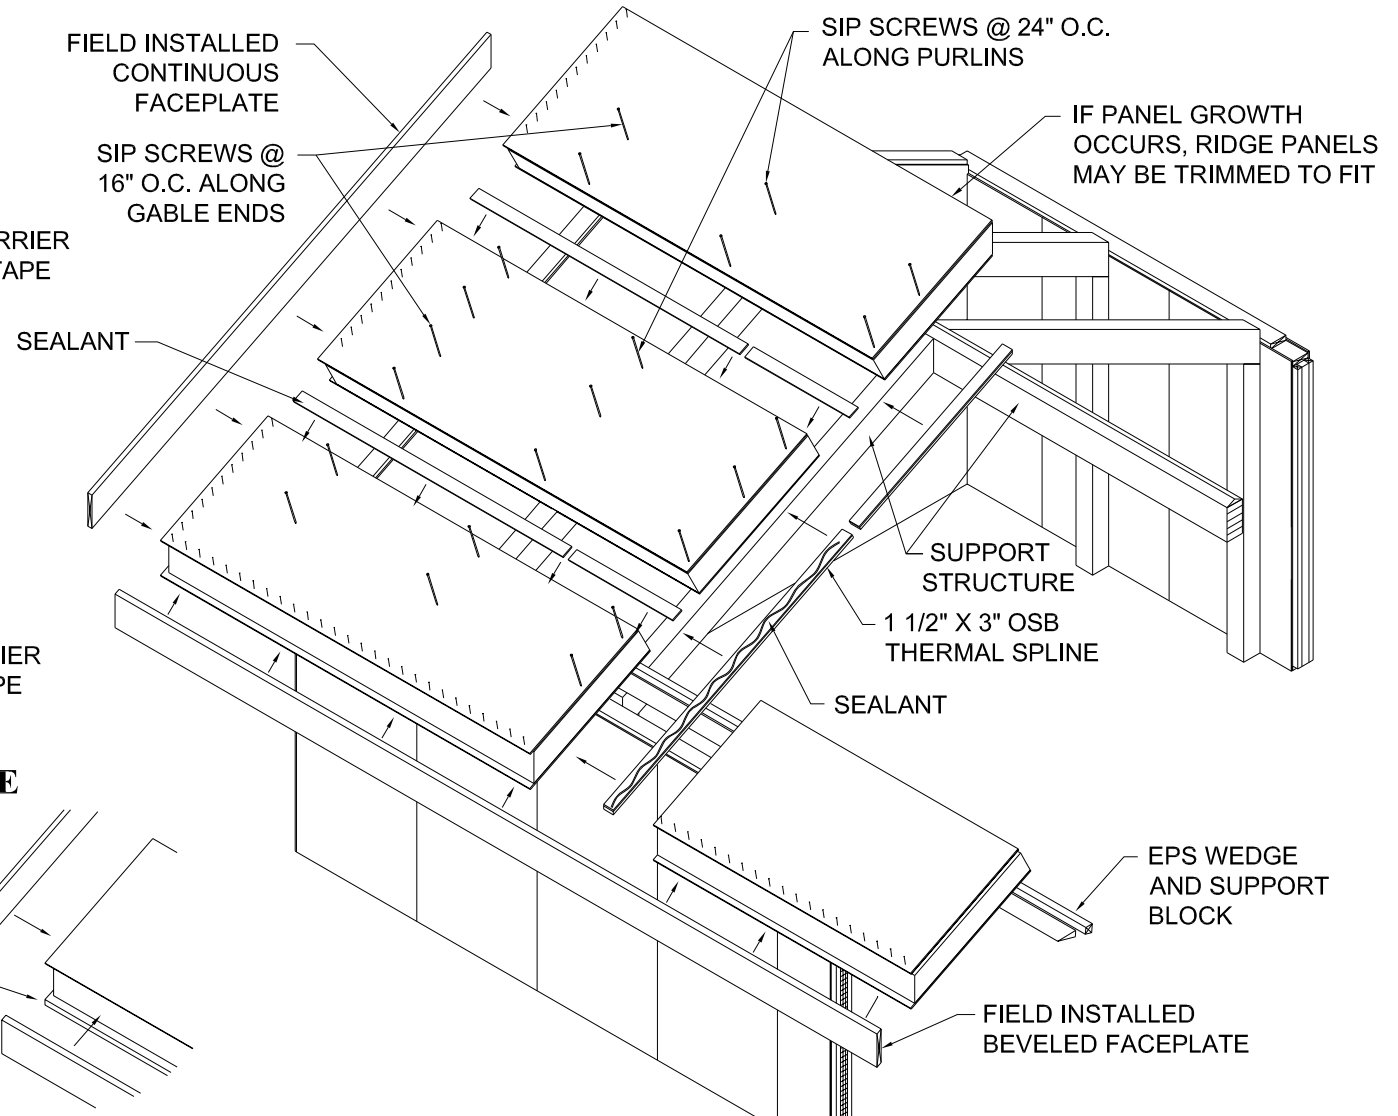 FIELD INSTALLED
CONTINUOUS
FACEPLATE
SIP SCREWS @ 24" O.C.
ALONG PURLINS
IF PANEL GROWTH
OCCURS, RIDGE PANELS
MAY BE TRIMMED TO FIT
SIP SCREWS @
16" O.C. ALONG
GABLE ENDS
RRIER
TAPE
SEALANT
SUPPORT
STRUCTURE
1 1/2" X 3" OSB
THERMAL SPLINE
SEALANT
IER
PE
E
EPS WEDGE
AND SUPPORT
BLOCK
FIELD INSTALLED
BEVELED FACEPLATE